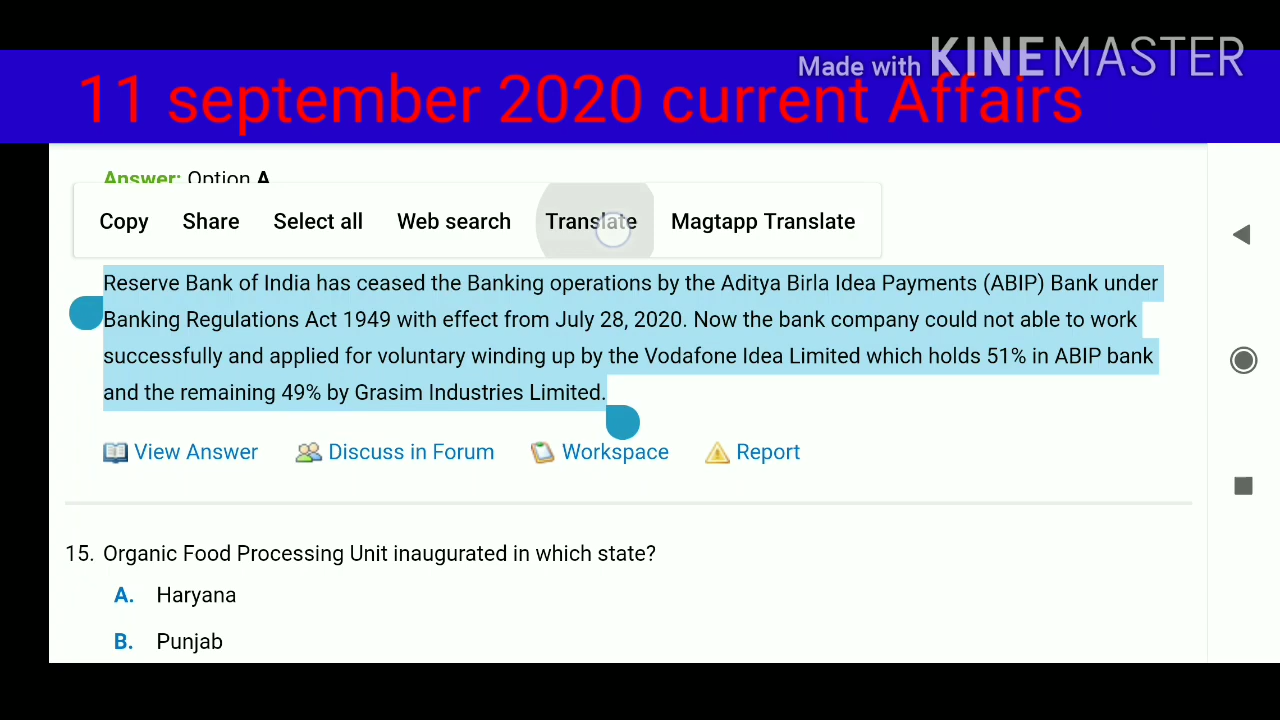 Made with KINEMASTER
11 september 2020 current Affairs
Answer: Option A
Copy Share Select all Web search Translate Magtapp Translate
Reserve Bank of India has ceased the Banking operations by the Aditya Birla Idea Payments (ABIP) Bank under
Banking Regulations Act 1949 with effect from July 28, 2020. Now the bank company could not able to work
successfully and applied for voluntary winding up by the Vodafone Idea Limited which holds 51% in ABIP bank
and the remaining 49% by Grasim Industries Limited.
View Answer Discuss in Forum Workspace Report
15. Organic Food Processing Unit inaugurated in which state?
A. Haryana
B. Punjab